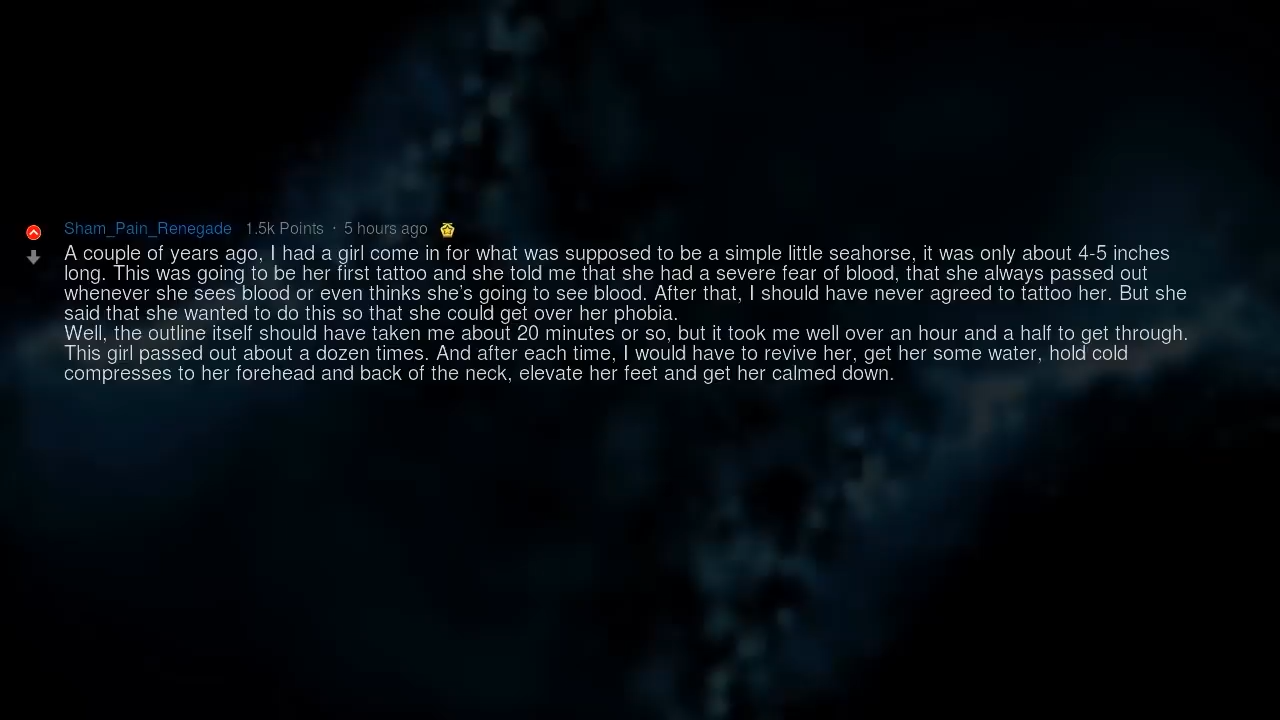 Sham_Pain_Renegade 1.5k Points · 5 hours ago
A couple of years ago, I had a girl come in for what was supposed to be a simple little seahorse, it was only about 4-5 inches
long. This was going to be her first tattoo and she told me that she had a severe fear of blood, that she always passed out
whenever she sees blood or even thinks she's going to see blood. After that, I should have never agreed to tattoo her. But she
said that she wanted to do this so that she could get over her phobia.
Well, the outline itself should have taken me about 20 minutes or so, but it took me well over an hour and a half to get through.
This girl passed out about a dozen times. And after each time, I would have to revive her, get her some water, hold cold
compresses to her forehead and back of the neck, elevate her feet and get her calmed down.